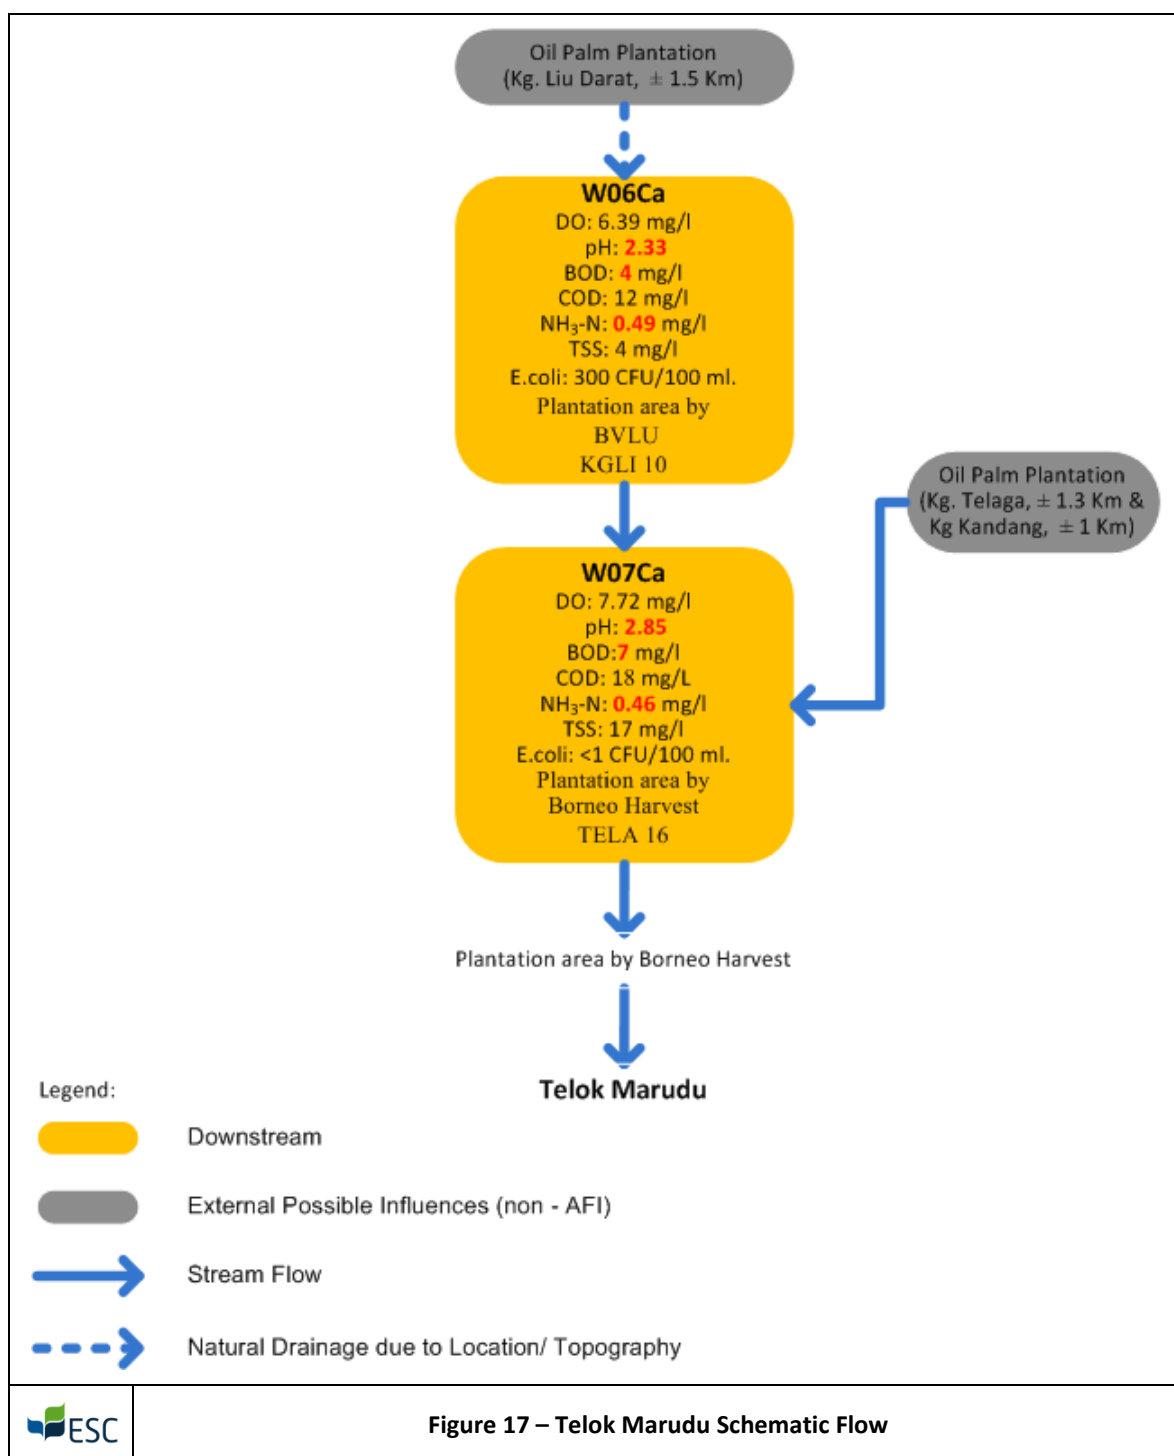 Oil Palm Plantation
(Kg. Liu Darat, ± 1.5 Km)
W06Ca
DO: 6.39 mg/l
pH: 2.33
BOD: 4 mg/l
COD: 12 mg/l
NH₃-N: 0.49 mg/l
TSS: 4 mg/l
E.coli: 300 CFU/100 ml.
Plantation area by
BVLU
KGLI 10
Oil Palm Plantation
(Kg. Telaga, ± 1.3 Km &
Kg Kandang, ± 1 Km)
W07Ca
DO: 7.72 mg/l
pH: 2.85
BOD:7 mg/l
COD: 18 mg/L
NH₃-N: 0.46 mg/l
TSS: 17 mg/l
E.coli: <1 CFU/100 ml.
Plantation area by
Borneo Harvest
TELA 16
Plantation area by Borneo Harvest
Telok Marudu
Legend:
Downstream
External Possible Influences (non - AFI)
Stream Flow
Natural Drainage due to Location/ Topography
ESC
Figure 17 – Telok Marudu Schematic Flow